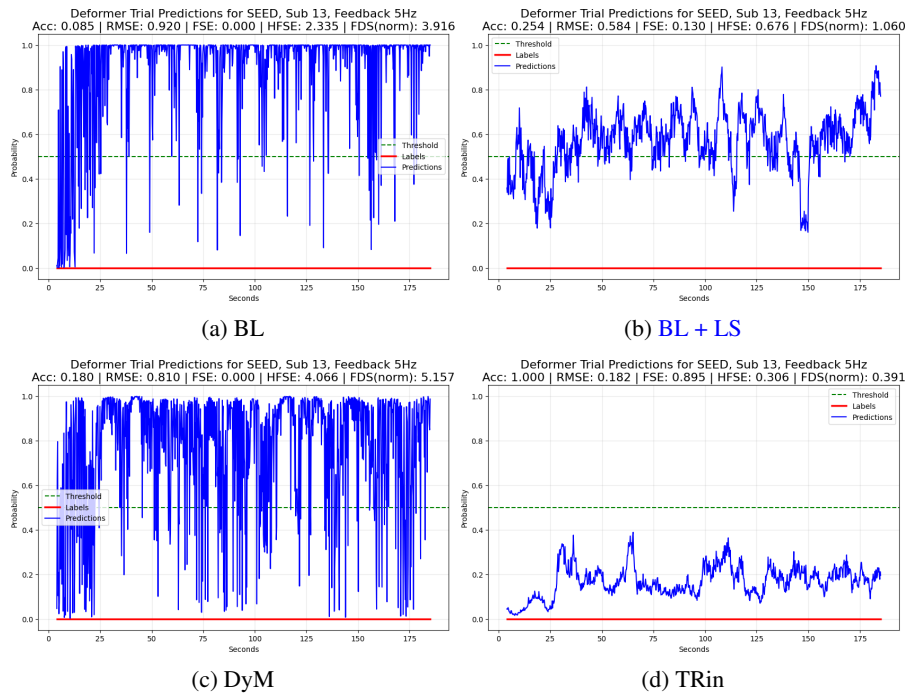 Deformer Trial Predictions for SEED, Sub 13, Feedback 5Hz
Acc: 0.085 | RMSE: 0.920 | FSE: 0.000 | HFSE: 2.335 | FDS(norm): 3.916
1.0
0.8
0.6
0.4
0.2
0.0
Probability
Threshold
Labels
Predictions
0
25
50
75
100
125
150
175
Seconds
(a) BL
Deformer Trial Predictions for SEED, Sub 13, Feedback 5Hz
Acc: 0.254 | RMSE: 0.584 | FSE: 0.130 | HFSE: 0.676 | FDS(norm): 1.060
Threshold
Labels
Predictions
1.0
0.8
0.6
0.4
0.2
0.0
Probability
0
25
50
75
100
125
150
175
Seconds
(b) BL + LS
Deformer Trial Predictions for SEED, Sub 13, Feedback 5Hz
Acc: 0.180 | RMSE: 0.810 | FSE: 0.000 | HFSE: 4.066 | FDS(norm): 5.157
1.0
0.8
0.6
0.4
0.2
0.0
Probability
Threshold
Labels
Predictions
0
25
50
75
100
125
150
175
Seconds
(c) DyM
Deformer Trial Predictions for SEED, Sub 13, Feedback 5Hz
Acc: 1.000 | RMSE: 0.182 | FSE: 0.895 | HFSE: 0.306 | FDS(norm): 0.391
Threshold
Labels
Predictions
1.0
0.8
0.6
0.4
0.2
0.0
Probability
0
25
50
75
100
125
150
175
Seconds
(d) TRin